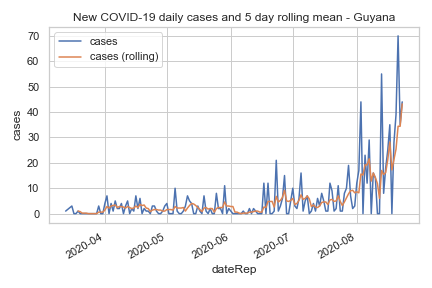 New COVID-19 daily cases and 5 day rolling mean - Guyana
cases
cases (rolling)
70
60
50
40
30
20
10
0
cases
2020-04
2020-05
2020-06
2020-07
2020-08
dateRep